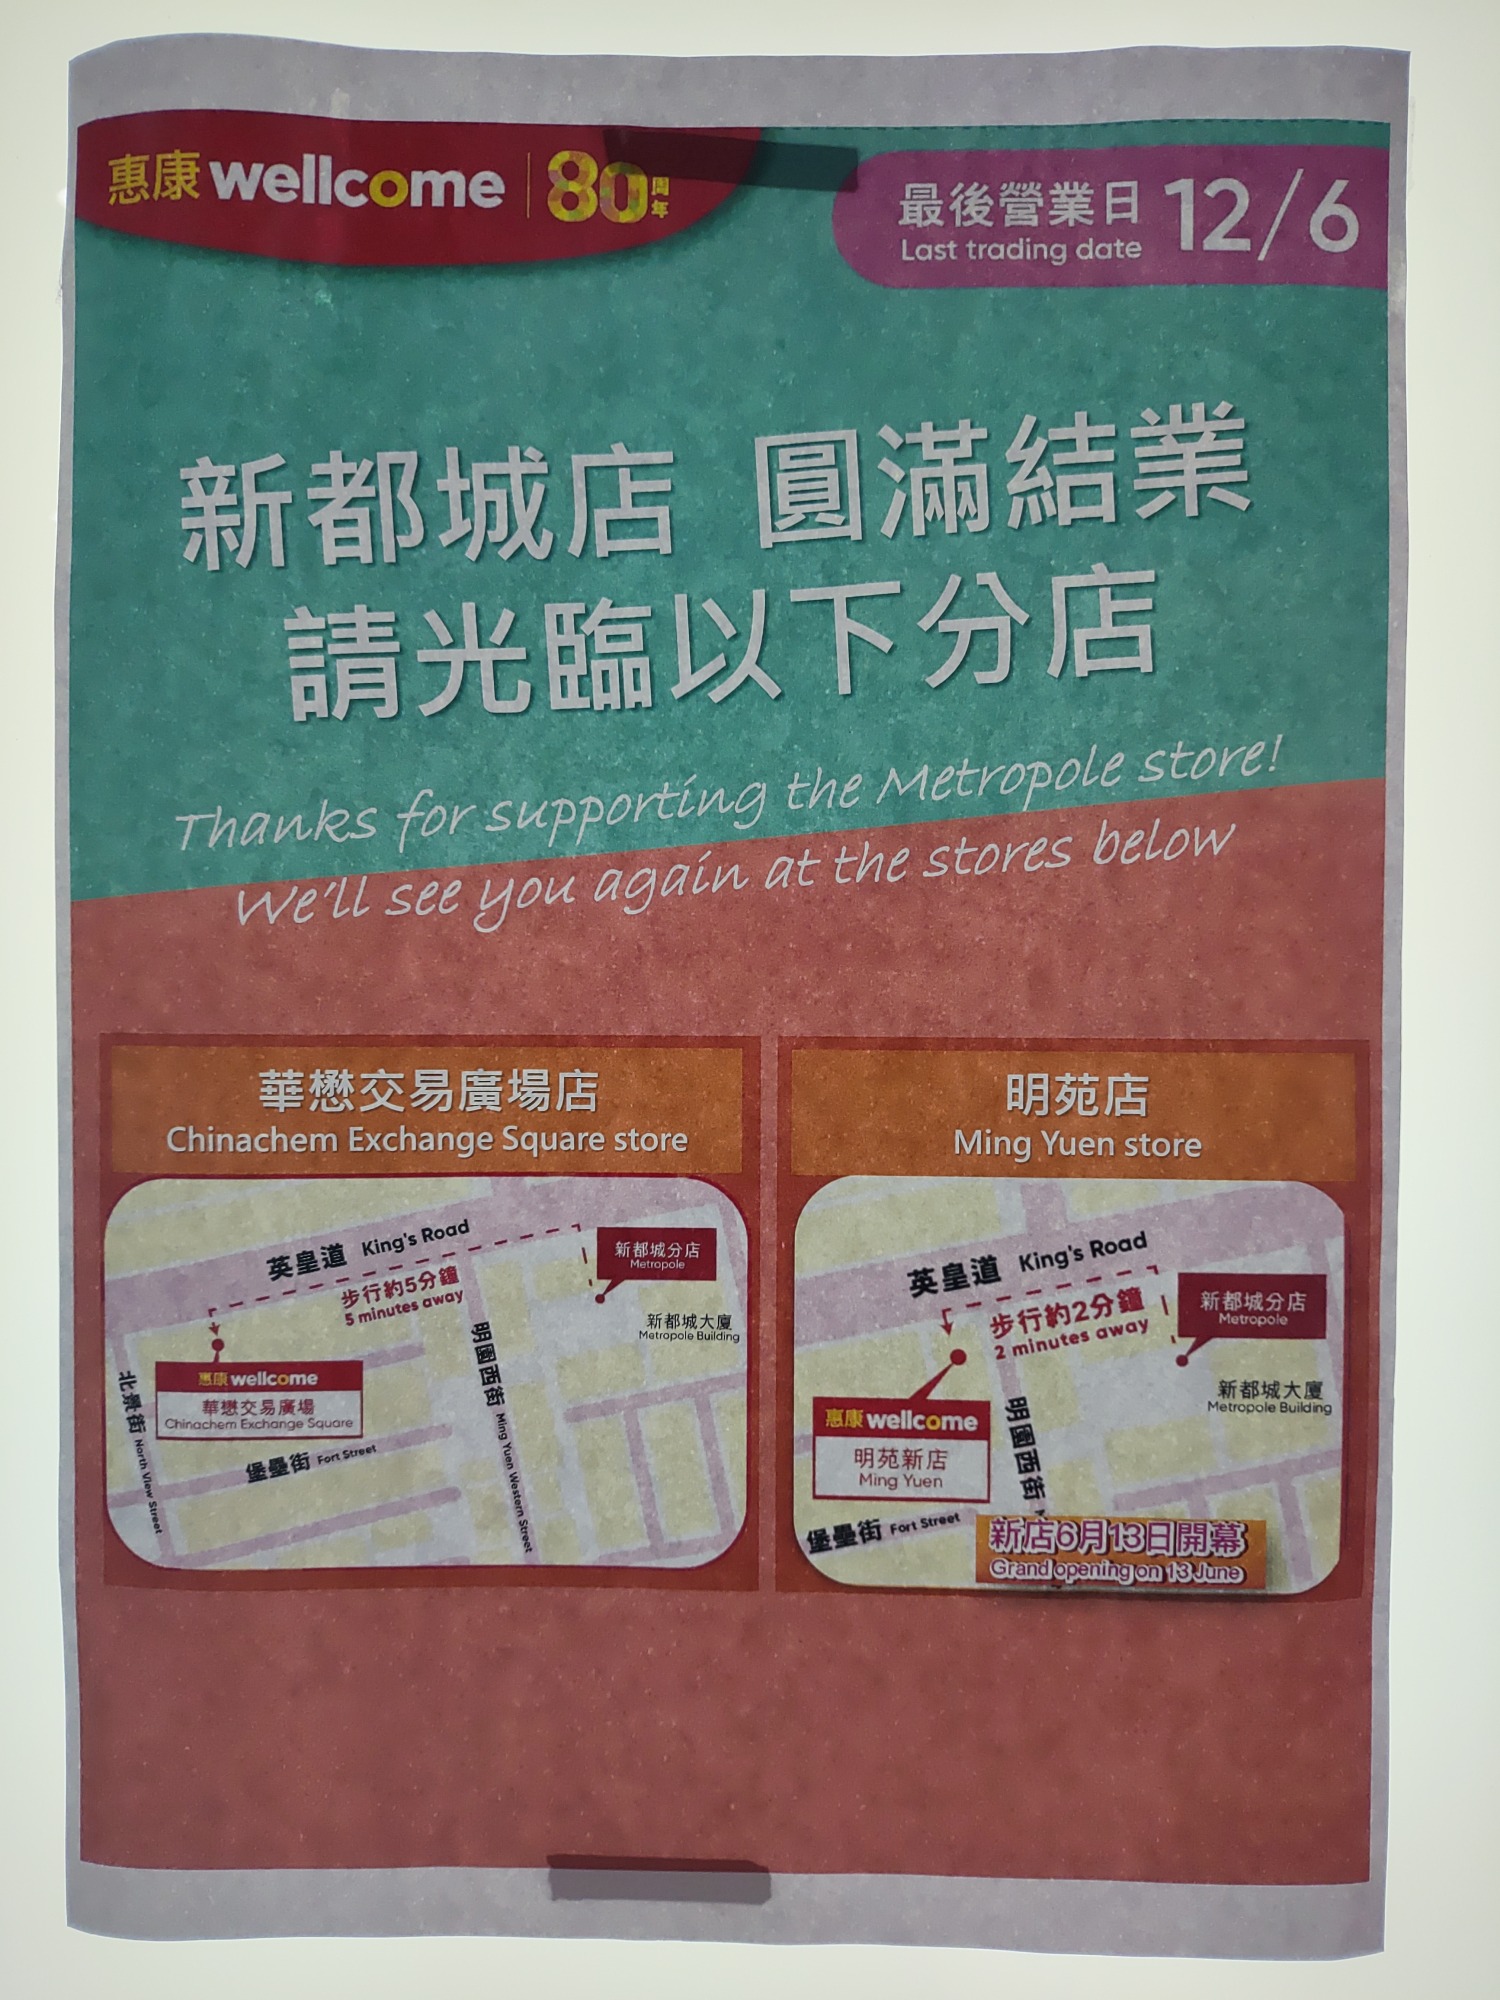 惠康 wellcome 80周年
最後營業日 12/6
Last trading date
新都城店 圓滿結業
請光臨以下分店
Thanks for supporting the Metropole store!
We'll see you again at the stores below
華懋交易廣場店
Chinachem Exchange Square store
英皇道 King's Road
步行約5分鐘
5 minutes away
新都城分店
Metropole
新都城大廈
Metropole Building
惠康 wellcome
華懋交易廣場
Chinachem Exchange Square
北景街 North View Street
堡壘街 Fort Street
明園西街 Ming Yuen Western Street
明苑店
Ming Yuen store
英皇道 King's Road
步行約2分鐘
2 minutes away
新都城分店
Metropole
新都城大廈
Metropole Building
惠康 wellcome
明苑新店
Ming Yuen
明園西街
堡壘街 Fort Street
新店6月13日開幕
Grand opening on 13 June